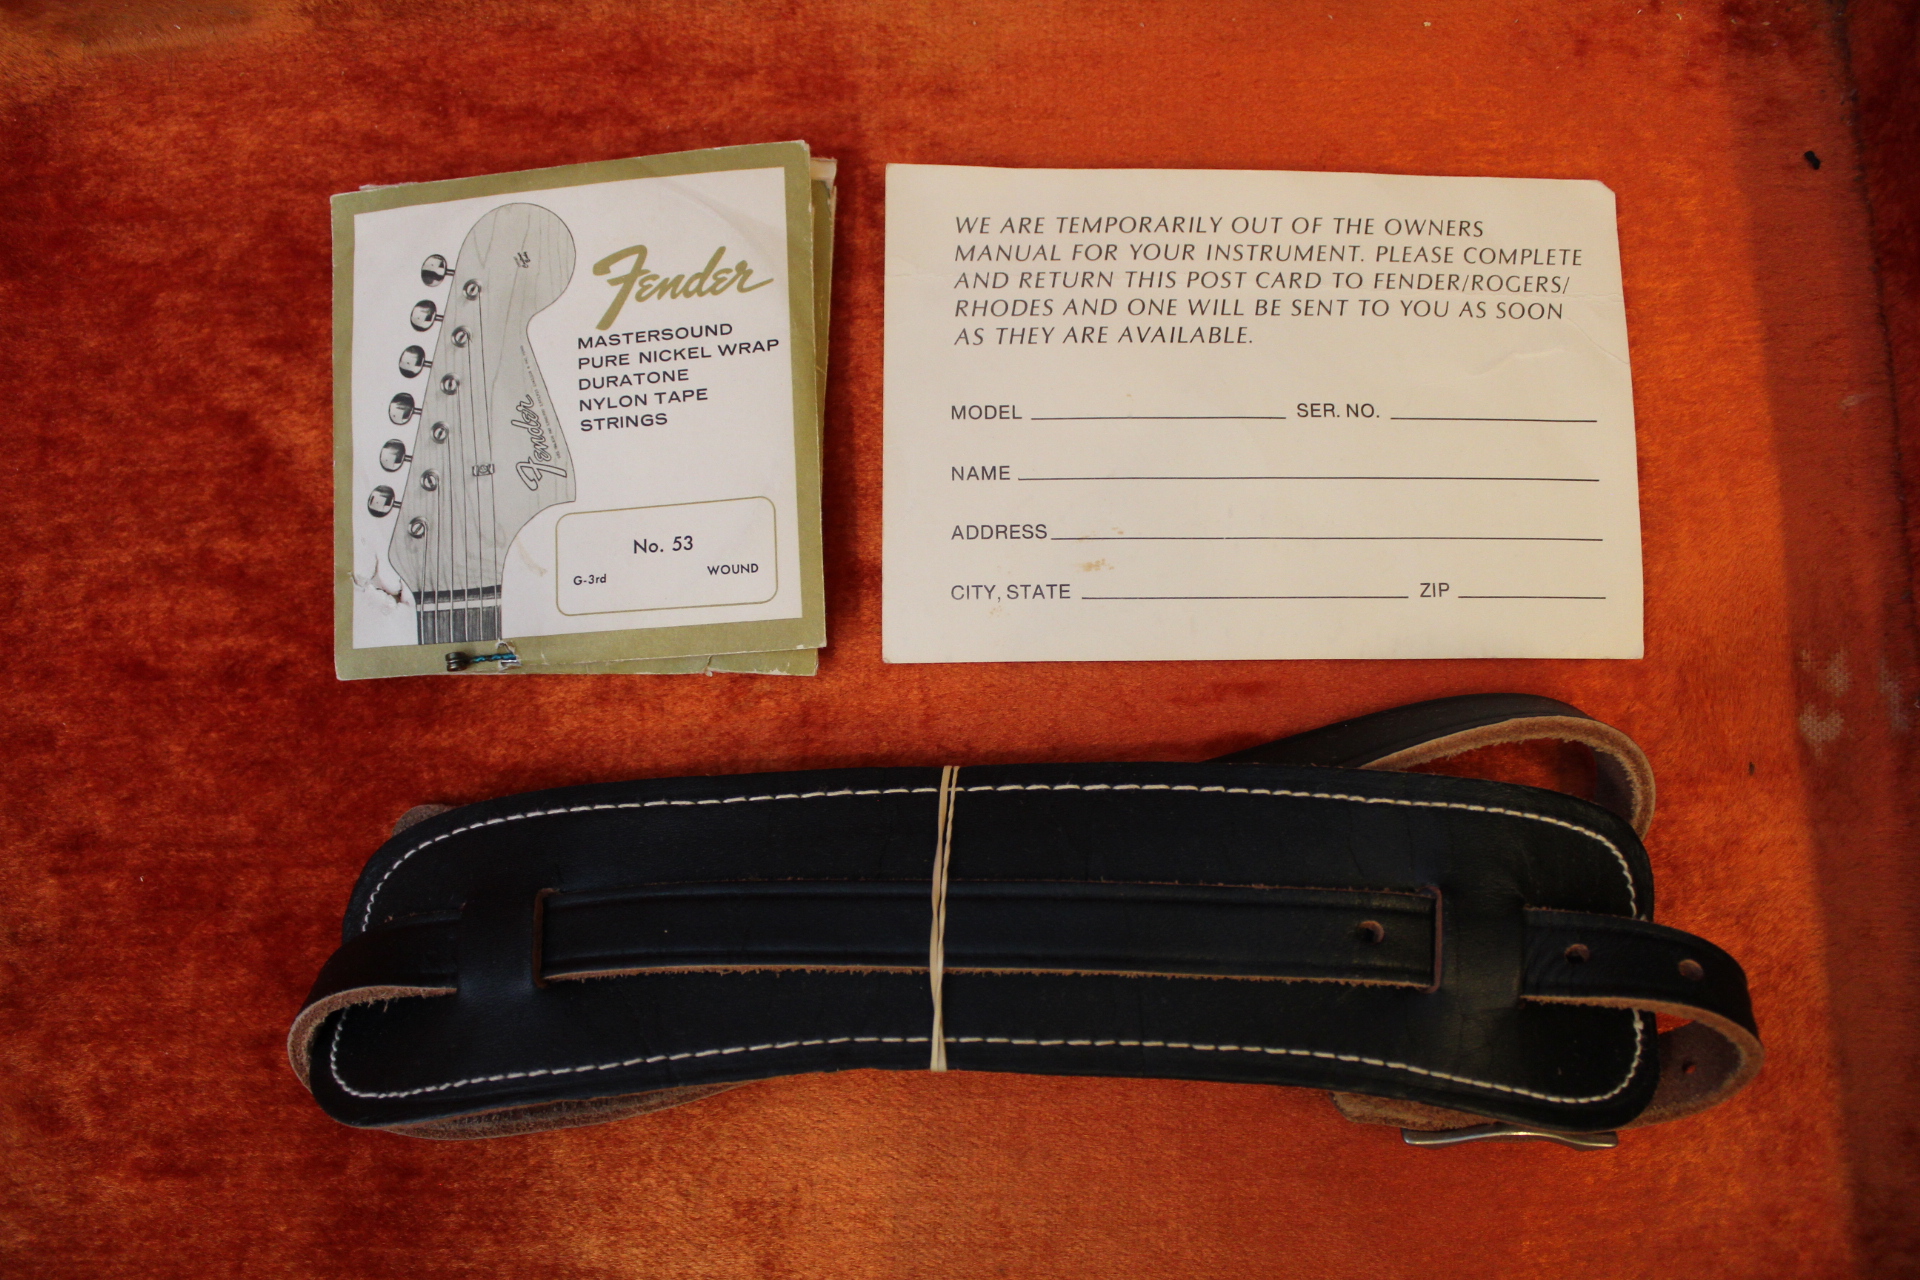 Fender
MASTERSOUND
PURE NICKEL WRAP
DURATONE
NYLON TAPE
STRINGS
Fender
No. 53
G-3rd WOUND
WE ARE TEMPORARILY OUT OF THE OWNERS
MANUAL FOR YOUR INSTRUMENT. PLEASE COMPLETE
AND RETURN THIS POST CARD TO FENDER/ROGERS/
RHODES AND ONE WILL BE SENT TO YOU AS SOON
AS THEY ARE AVAILABLE.
MODEL SER. NO.
NAME
ADDRESS
CITY, STATE ZIP